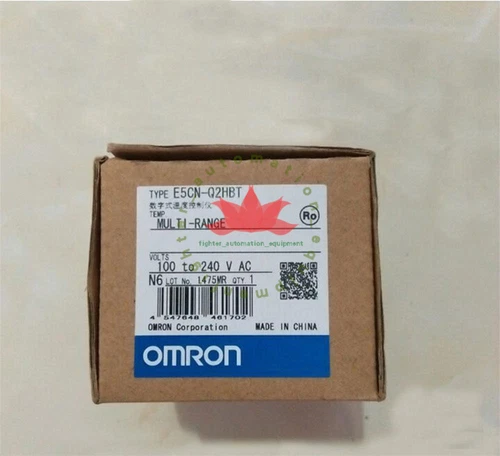 TYPE E5CN-Q2HBT
数字式温度控制仪
TEMP
MULTI-RANGE
Ro
fighter_automation_equipment
VOLTS
100 to 240 V AC
N6 LOT No. 1475MR QTY 1
4 547648 461702
OMRON Corporation MADE IN CHINA
OMRON